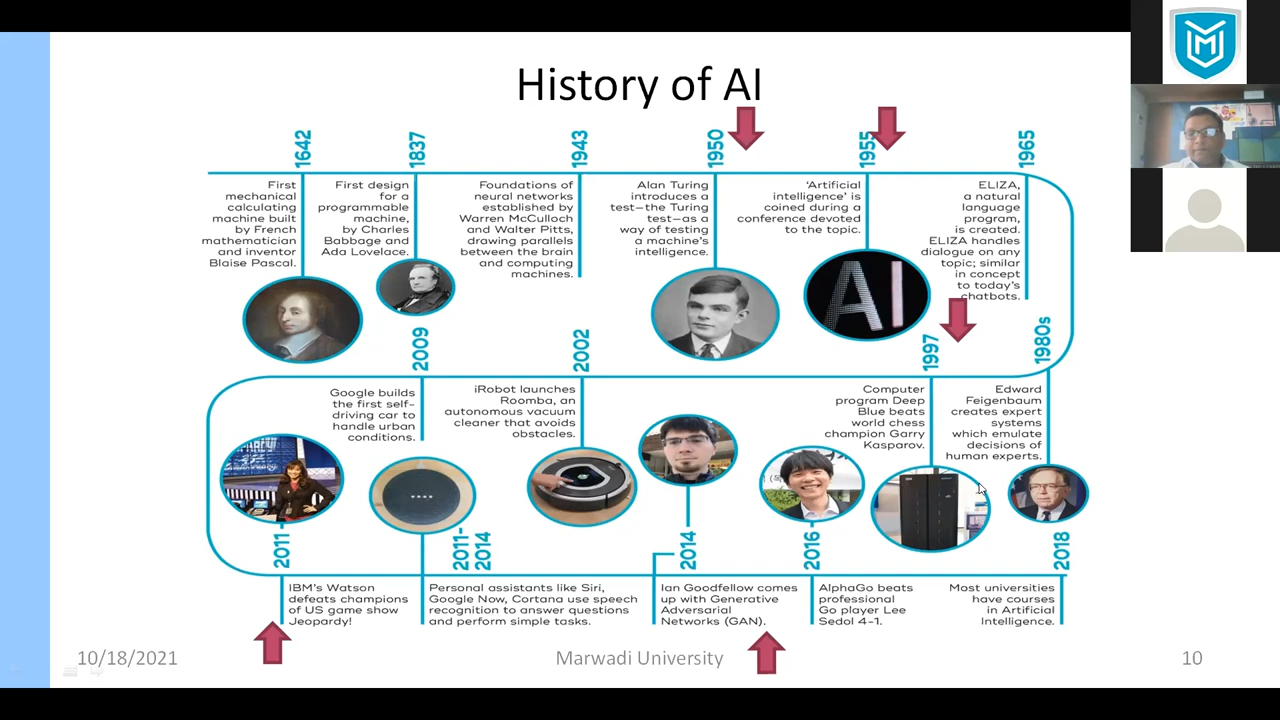 History of AI
1642
1837
1943
1950
1955
1965
First
mechanical
calculating
machine built
by French
mathematician
and inventor
Blaise Pascal.
First design
for a
programmable
machine,
by Charles
Babbage and
Ada Lovelace.
Foundations of
neural networks
established by
Warren McCulloch
and Walter Pitts,
drawing parallels
between the brain
and computing
machines.
Alan Turing
introduces a
test—the Turing
test—as a
way of testing
a machine's
intelligence.
'Artificial
intelligence' is
coined during a
conference devoted
to the topic.
ELIZA,
a natural
language
program,
is created.
ELIZA handles
dialogue on any
topic; similar
in concept
to today's
chatbots.
AI
2009
2002
1997
1980s
Google builds
the first self-
driving car to
handle urban
conditions.
iRobot launches
Roomba, an
autonomous vacuum
cleaner that avoids
obstacles.
Computer
program Deep
Blue beats
world chess
champion Garry
Kasparov.
Edward
Feigenbaum
creates expert
systems
which emulate
decisions of
human experts.
2011
2011-
2014
2014
2016
2018
IBM's Watson
defeats champions
of US game show
Jeopardy!
Personal assistants like Siri,
Google Now, Cortana use speech
recognition to answer questions
and perform simple tasks.
Ian Goodfellow comes
up with Generative
Adversarial
Networks (GAN).
AlphaGo beats
professional
Go player Lee
Sedol 4-1.
Most universities
have courses
in Artificial
Intelligence.
10/18/2021
Marwadi University
10